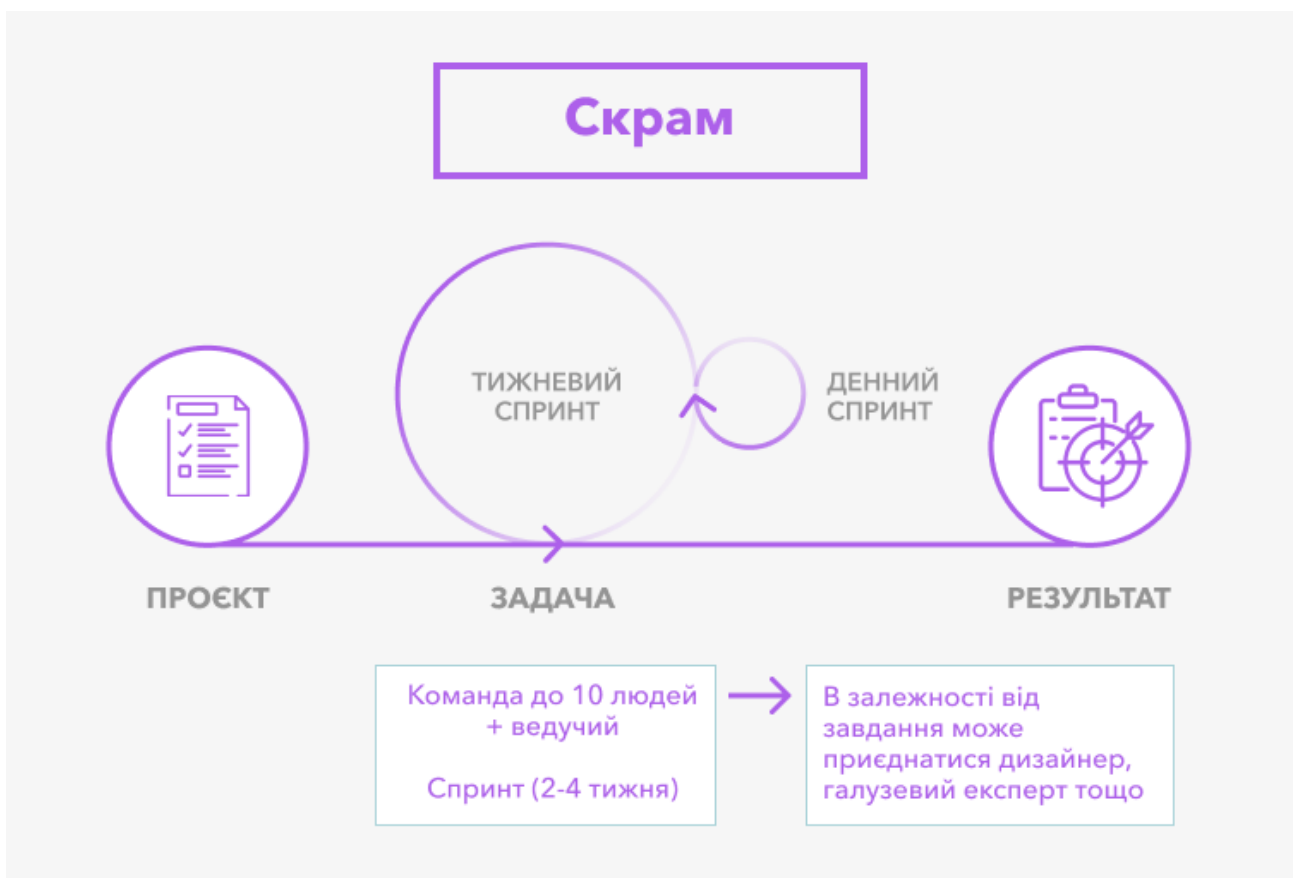 Скрам
ТИЖНЕВИЙ
СПРИНТ
ДЕННИЙ
СПРИНТ
ПРОЄКТ
ЗАДАЧА
РЕЗУЛЬТАТ
Команда до 10 людей
+ ведучий
Спринт (2-4 тижня)
В залежності від
завдання може
приєднатися дизайнер,
галузевий експерт тощо